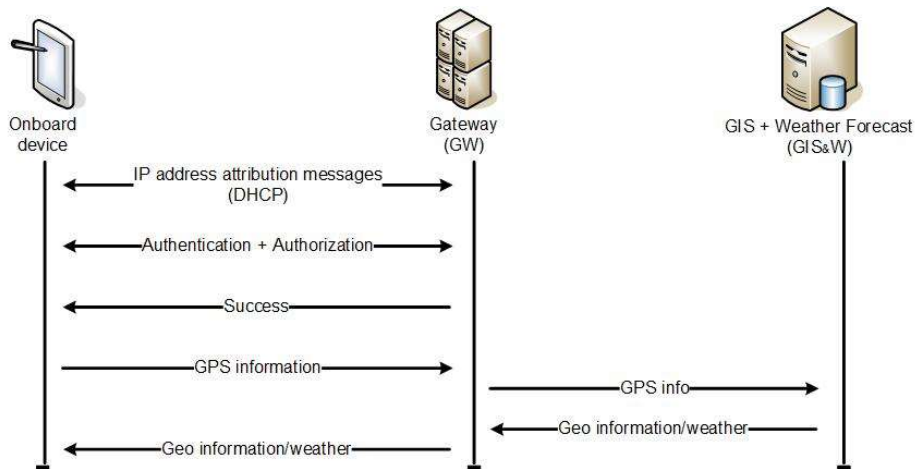 Onboard
device
Gateway
(GW)
GIS + Weather Forecast
(GIS&W)
IP address attribution messages
(DHCP)
Authentication + Authorization
Success
GPS information
GPS info
Geo information/weather
Geo information/weather